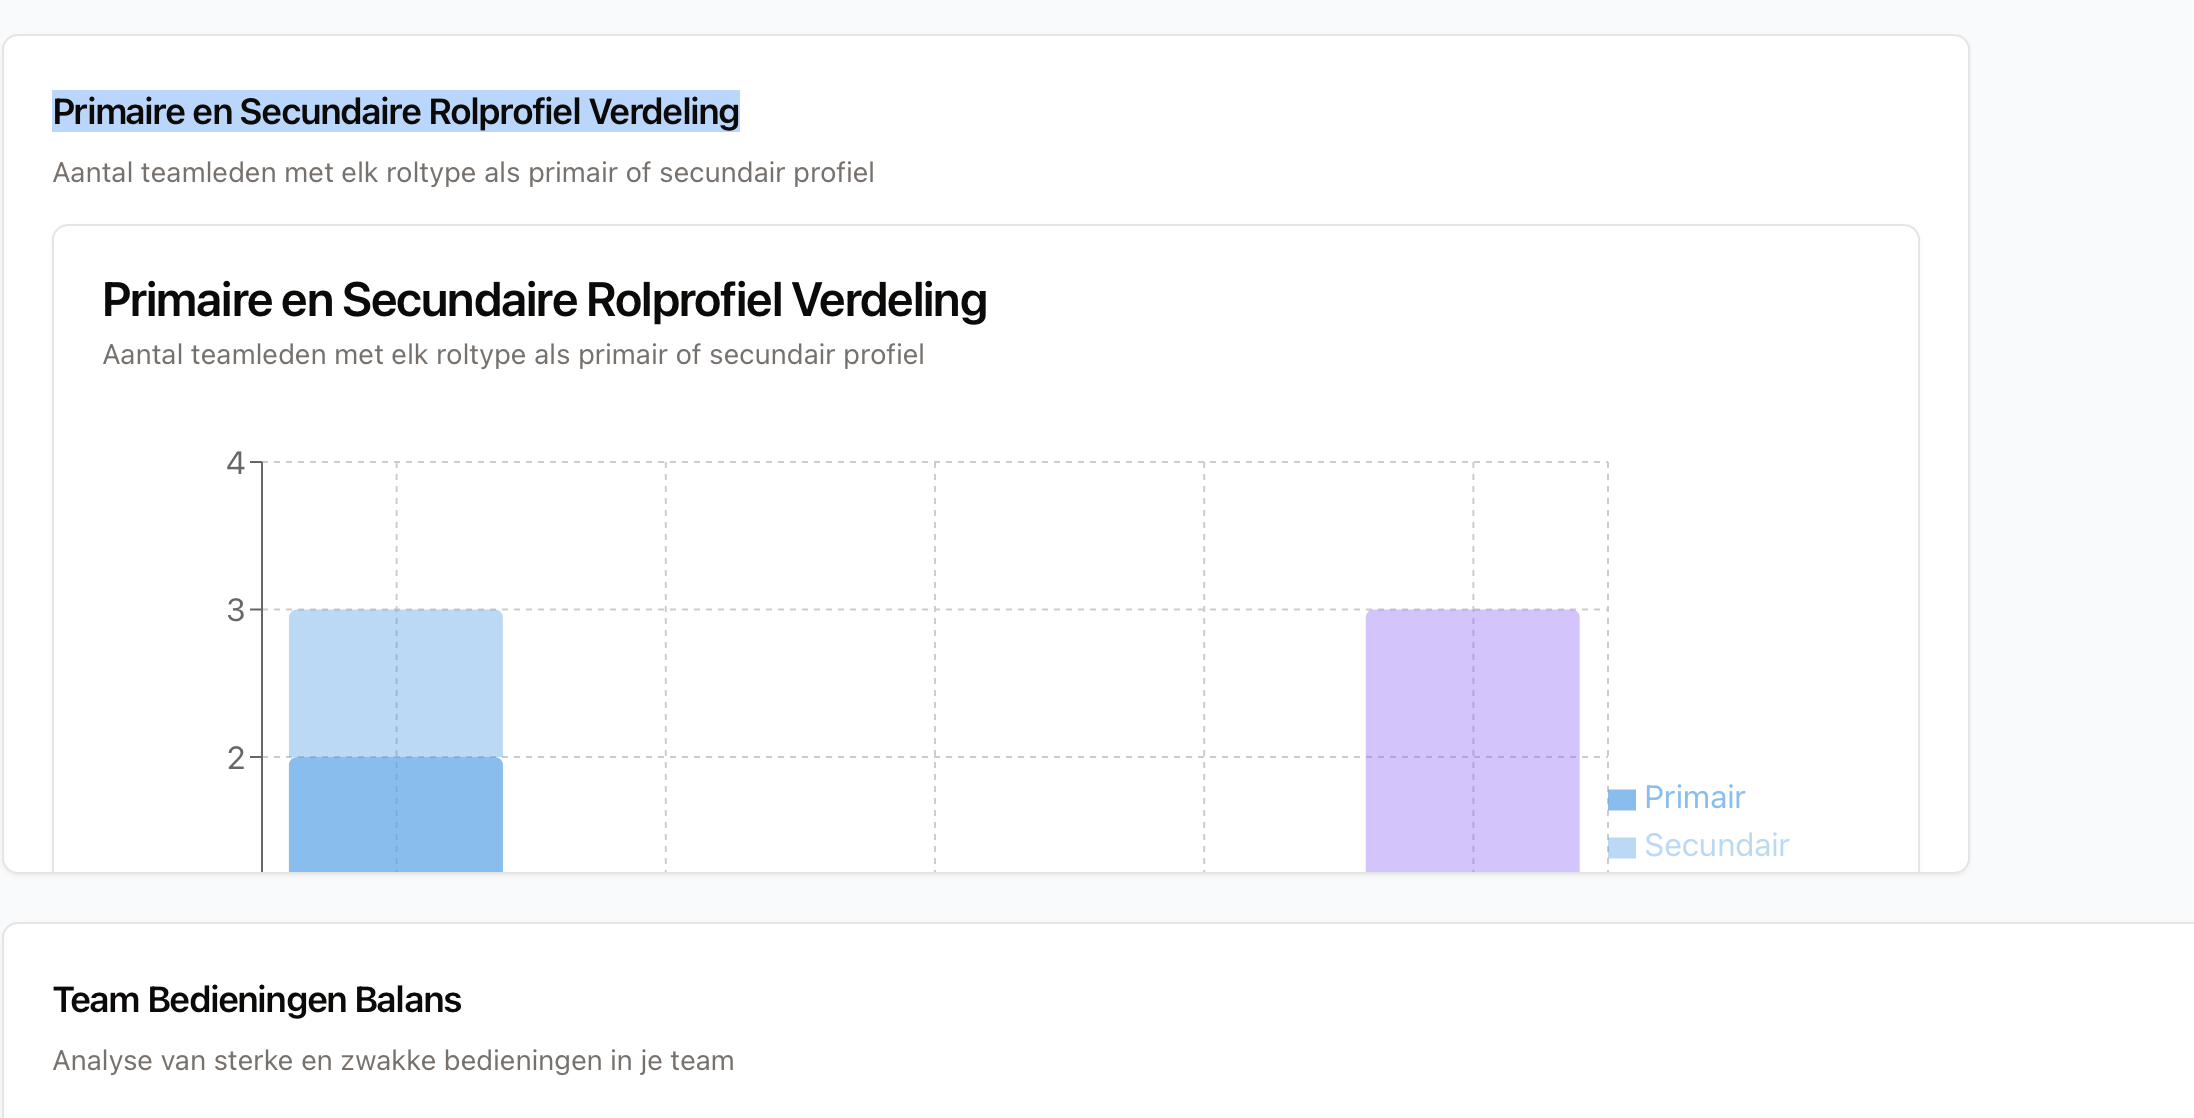 Primaire en Secundaire Rolprofiel Verdeling
Aantal teamleden met elk roltype als primair of secundair profiel
Primaire en Secundaire Rolprofiel Verdeling
Aantal teamleden met elk roltype als primair of secundair profiel
4
3
2
Primair
Secundair
Team Bedieningen Balans
Analyse van sterke en zwakke bedieningen in je team